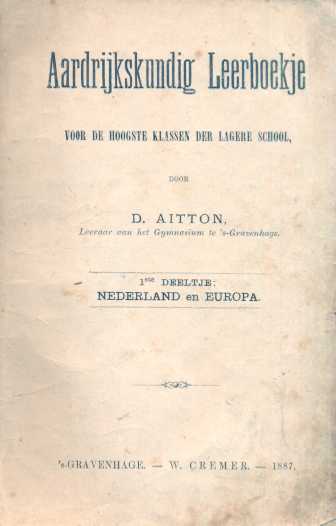 Aardrijkskundig Leerboekje
VOOR DE HOOGSTE KLASSEN DER LAGERE SCHOOL,
DOOR
D. AITTON,
Leeraar van het Gymnasium te 's-Gravenhage.
1ste DEELTJE:
NEDERLAND en EUROPA.
's-GRAVENHAGE. — W. CREMER. — 1887.